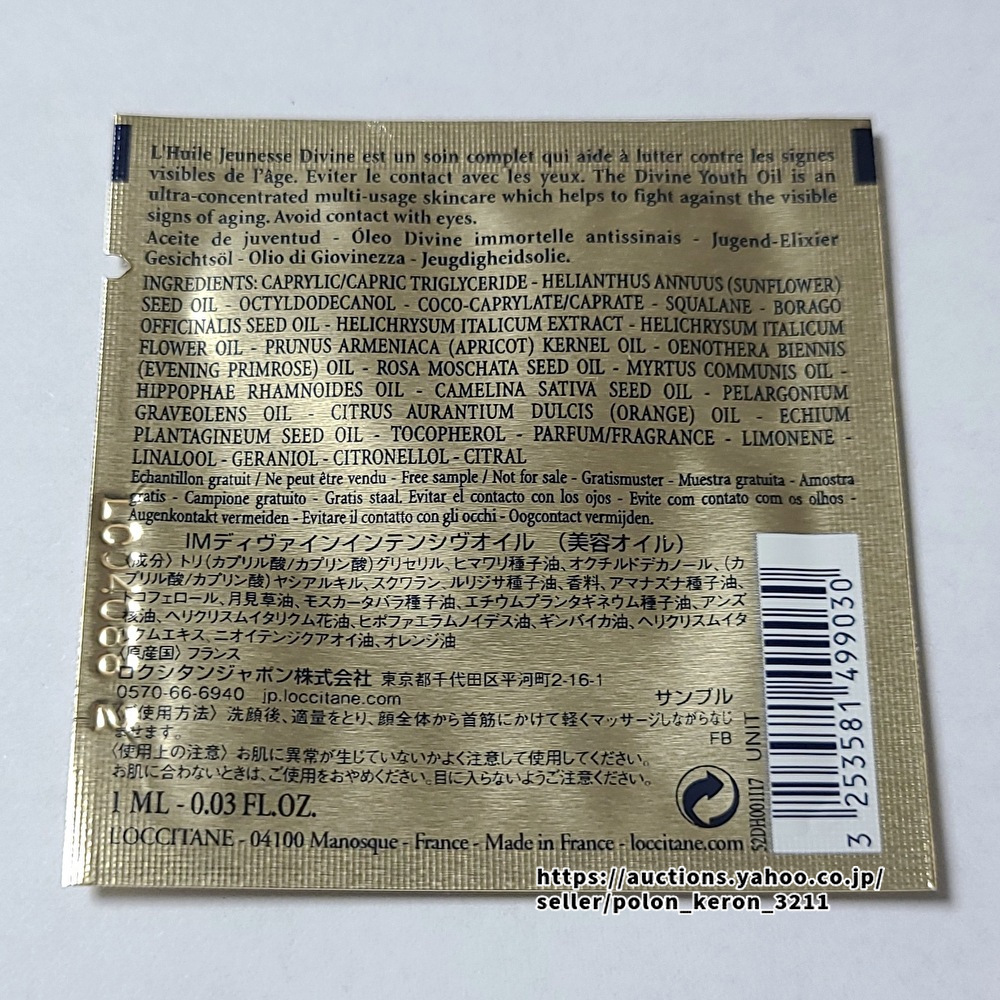 L'Huile Jeunesse Divine est un soin complet qui aide à lutter contre les signes
visibles de l'Âge. Eviter le contact avec les yeux. The Divine Youth Oil is an
ultra-concentrated multi-usage skincare which helps to fight against the visible
signs of aging. Avoid contact with eyes.
Aceite de juventud - Óleo Divine immortelle antissinais - Jugend-Elixier
Gesichtsöl - Olio di Giovinezza - Jeugdigheidsolie.
INGREDIENTS: CAPRYLIC/CAPRIC TRIGLYCERIDE - HELIANTHUS ANNUUS (SUNFLOWER)
SEED OIL - OCTYLDODECANOL - COCO-CAPRYLATE/CAPRATE - SQUALANE - BORAGO
OFFICINALIS SEED OIL - HELICHRYSUM ITALICUM EXTRACT - HELICHRYSUM ITALICUM
FLOWER OIL - PRUNUS ARMENIACA (APRICOT) KERNEL OIL - OENOTHERA BIENNIS
(EVENING PRIMROSE) OIL - ROSA MOSCHATA SEED OIL - MYRTUS COMMUNIS OIL -
HIPPOPHAE RHAMNOIDES OIL - CAMELINA SATIVA SEED OIL - PELARGONIUM
GRAVEOLENS OIL - CITRUS AURANTIUM DULCIS (ORANGE) OIL - ECHIUM
PLANTAGINEUM SEED OIL - TOCOPHEROL - PARFUM/FRAGRANCE - LIMONENE -
LINALOOL - GERANIOL - CITRONELLOL - CITRAL
Echantillon gratuit / Ne peut être vendu - Free sample / Not for sale - Gratismuster - Muestra gratuita - Amostra
gratis - Campione gratuito - Gratis staal. Evitar el contacto con los ojos - Evite com contato com os olhos -
Augenkontakt vermeiden - Evitare il contatto con gli occhi - Oogcontact vermijden.
IMディヴァインインテンシヴオイル （美容オイル）
〈成分〉トリ(カプリル酸/カプリン酸)グリセリル、ヒマワリ種子油、オクチルドデカノール、(カ
プリル酸/カプリン酸)ヤシアルキル、スクワラン、ルリジサ種子油、香料、アマナズナ種子油、
トコフェロール、月見草油、モスカータバラ種子油、エチウムプランタギネウム種子油、アンズ
核油、ヘリクリスムイタリクム花油、ヒポファエラムノイデス油、ギンバイカ油、ヘリクリスムイタ
クムエキス、ニオイテンジクアオイ油、オレンジ油
〈原産国〉フランス
ロクシタンジャポン株式会社 東京都千代田区平河町2-16-1
0570-66-6940 jp.loccitane.com
サンプル
〈使用方法〉洗顔後、適量をとり、顔全体から首筋にかけて軽くマッサージしながらなじ
ませます。
FB
〈使用上の注意〉お肌に異常が生じていないかよく注意して使用してください。
お肌に合わないときは、ご使用をおやめください。目に入らないようご注意ください。
1 ML - 0.03 FL.OZ.
L'OCCITANE - 04100 Manosque - France - Made in France - loccitane.com
UNIT
3 253581 499030
https://auctions.yahoo.co.jp/
seller/polon_keron_3211